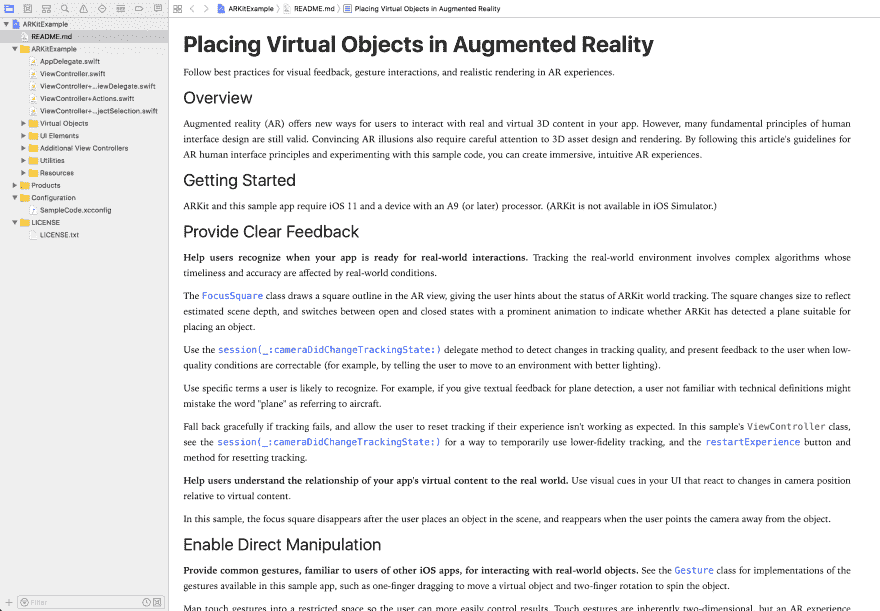 ARKitExample
README.md
Placing Virtual Objects in Augmented Reality
ARKitExample
README.md
ARKitExample
AppDelegate.swift
ViewController.swift
ViewController+...iewDelegate.swift
ViewController+Actions.swift
ViewController+...jectSelection.swift
Virtual Objects
UI Elements
Additional View Controllers
Utilities
Resources
Products
Configuration
SampleCode.xcconfig
LICENSE
LICENSE.txt
Filter
Placing Virtual Objects in Augmented Reality
Follow best practices for visual feedback, gesture interactions, and realistic rendering in AR experiences.
Overview
Augmented reality (AR) offers new ways for users to interact with real and virtual 3D content in your app. However, many fundamental principles of human
interface design are still valid. Convincing AR illusions also require careful attention to 3D asset design and rendering. By following this article's guidelines for
AR human interface principles and experimenting with this sample code, you can create immersive, intuitive AR experiences.
Getting Started
ARKit and this sample app require iOS 11 and a device with an A9 (or later) processor. (ARKit is not available in iOS Simulator.)
Provide Clear Feedback
Help users recognize when your app is ready for real-world interactions. Tracking the real-world environment involves complex algorithms whose
timeliness and accuracy are affected by real-world conditions.
The FocusSquare class draws a square outline in the AR view, giving the user hints about the status of ARKit world tracking. The square changes size to reflect
estimated scene depth, and switches between open and closed states with a prominent animation to indicate whether ARKit has detected a plane suitable for
placing an object.
Use the session(_:cameraDidChangeTrackingState:) delegate method to detect changes in tracking quality, and present feedback to the user when low-
quality conditions are correctable (for example, by telling the user to move to an environment with better lighting).
Use specific terms a user is likely to recognize. For example, if you give textual feedback for plane detection, a user not familiar with technical definitions might
mistake the word "plane" as referring to aircraft.
Fall back gracefully if tracking fails, and allow the user to reset tracking if their experience isn't working as expected. In this sample's ViewController class,
see the session(_:cameraDidChangeTrackingState:) for a way to temporarily use lower-fidelity tracking, and the restartExperience button and
method for resetting tracking.
Help users understand the relationship of your app's virtual content to the real world. Use visual cues in your UI that react to changes in camera position
relative to virtual content.
In this sample, the focus square disappears after the user places an object in the scene, and reappears when the user points the camera away from the object.
Enable Direct Manipulation
Provide common gestures, familiar to users of other iOS apps, for interacting with real-world objects. See the Gesture class for implementations of the
gestures available in this sample app, such as one-finger dragging to move a virtual object and two-finger rotation to spin the object.
Map touch gestures into a restricted space so the user can more easily control results. Touch gestures are inherently two-dimensional, but an AR experience